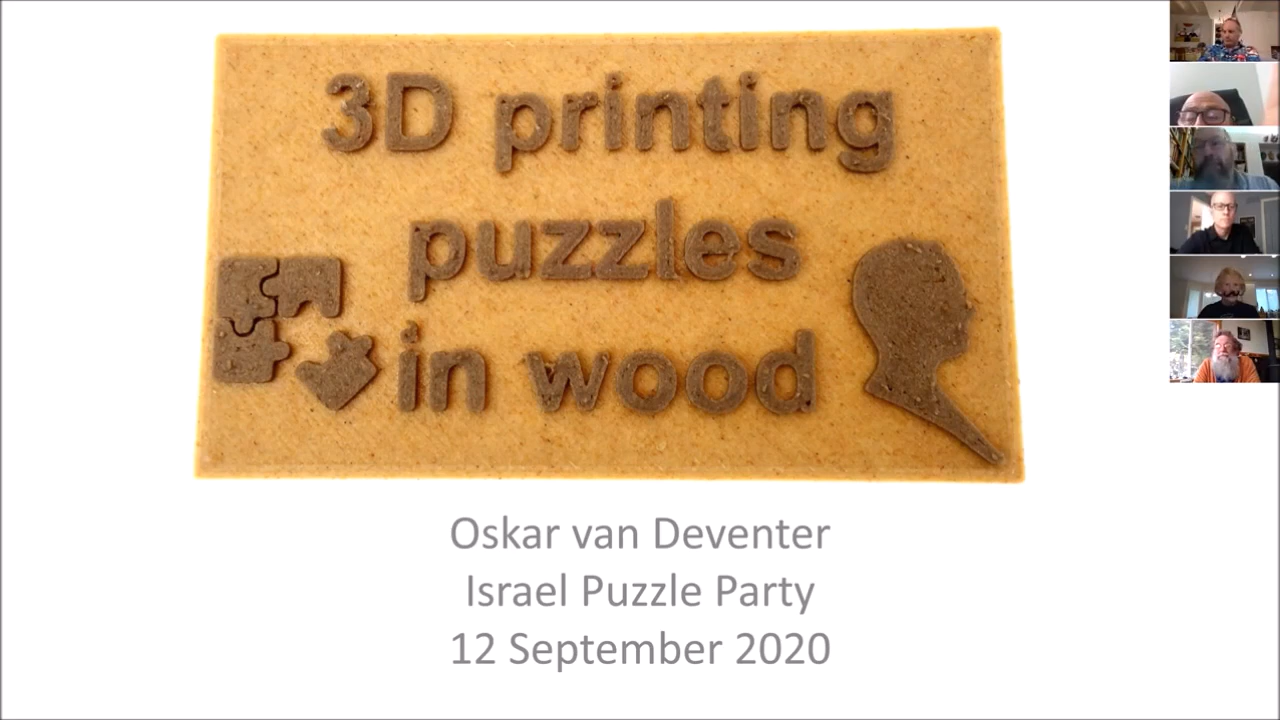 3D printing
puzzles
in wood
Oskar van Deventer
Israel Puzzle Party
12 September 2020